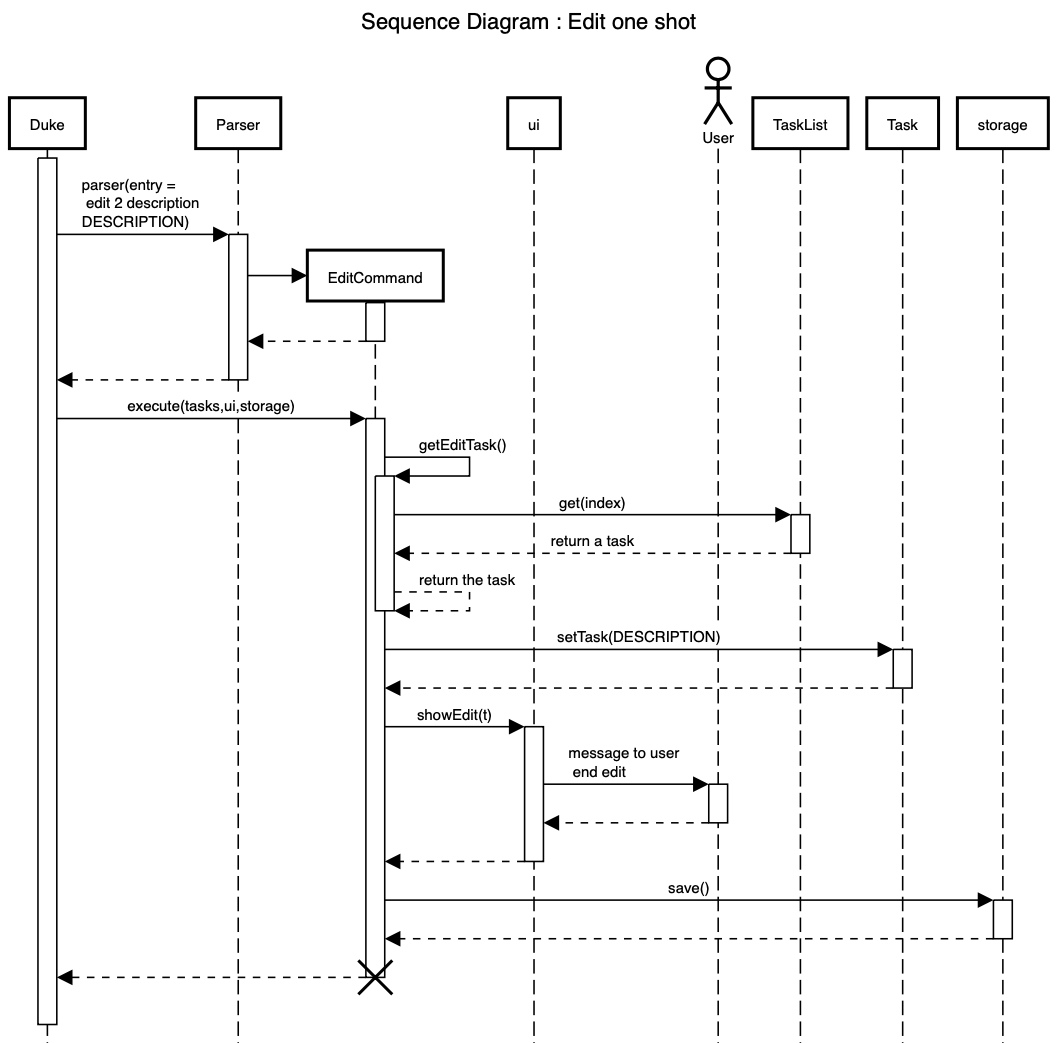 Sequence Diagram : Edit one shot
Duke
Parser
ui
User
TaskList
Task
storage
parser(entry =
edit 2 description
DESCRIPTION)
EditCommand
execute(tasks,ui,storage)
getEditTask()
get(index)
return a task
return the task
setTask(DESCRIPTION)
showEdit(t)
message to user
end edit
save()